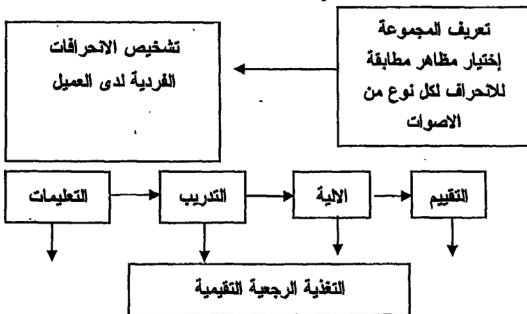 تعريف المجموعة
إختيار مظاهر مطابقة
للانحراف لكل نوع من
الاصوات
تشخيص الانحرافات
الفردية لدى العميل
التقييم
الالية
التدريب
التعليمات
التغذية الرجعية التقيمية